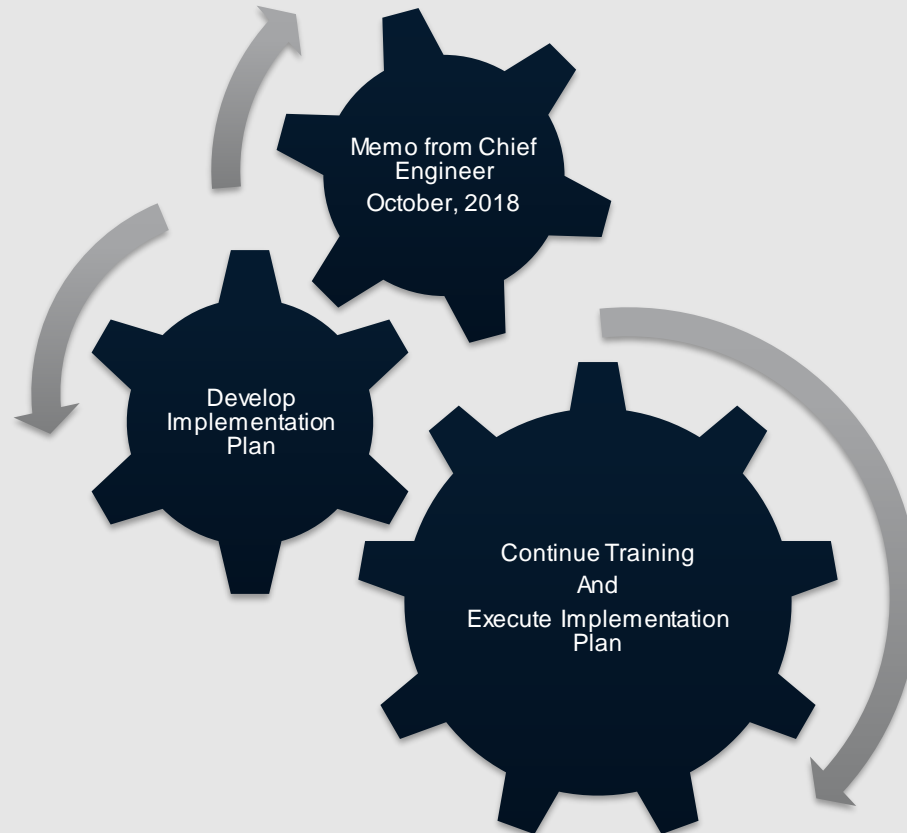 Memo from Chief
Engineer
October, 2018
Develop
Implementation
Plan
Continue Training
And
Execute Implementation
Plan